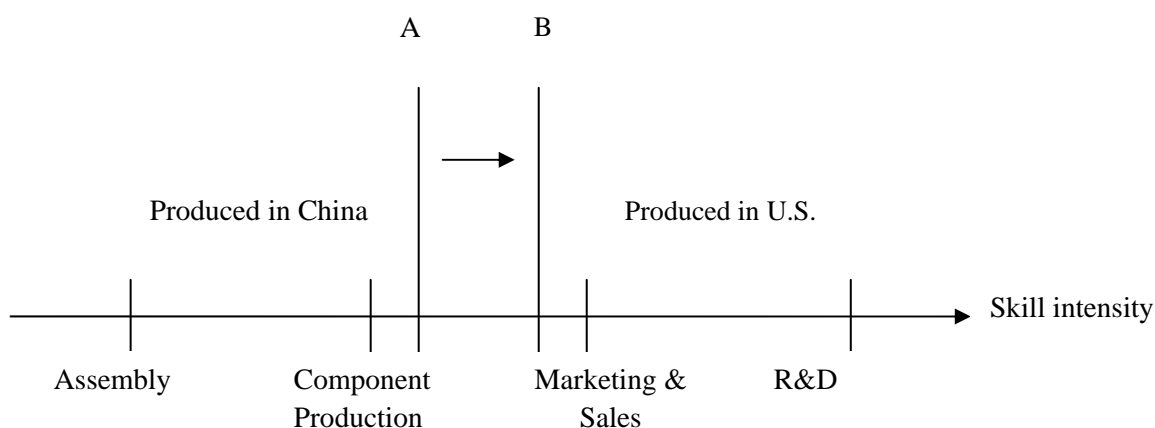 A B
Produced in China Produced in U.S.
Skill intensity
Assembly Component Marketing & R&D
Production Sales